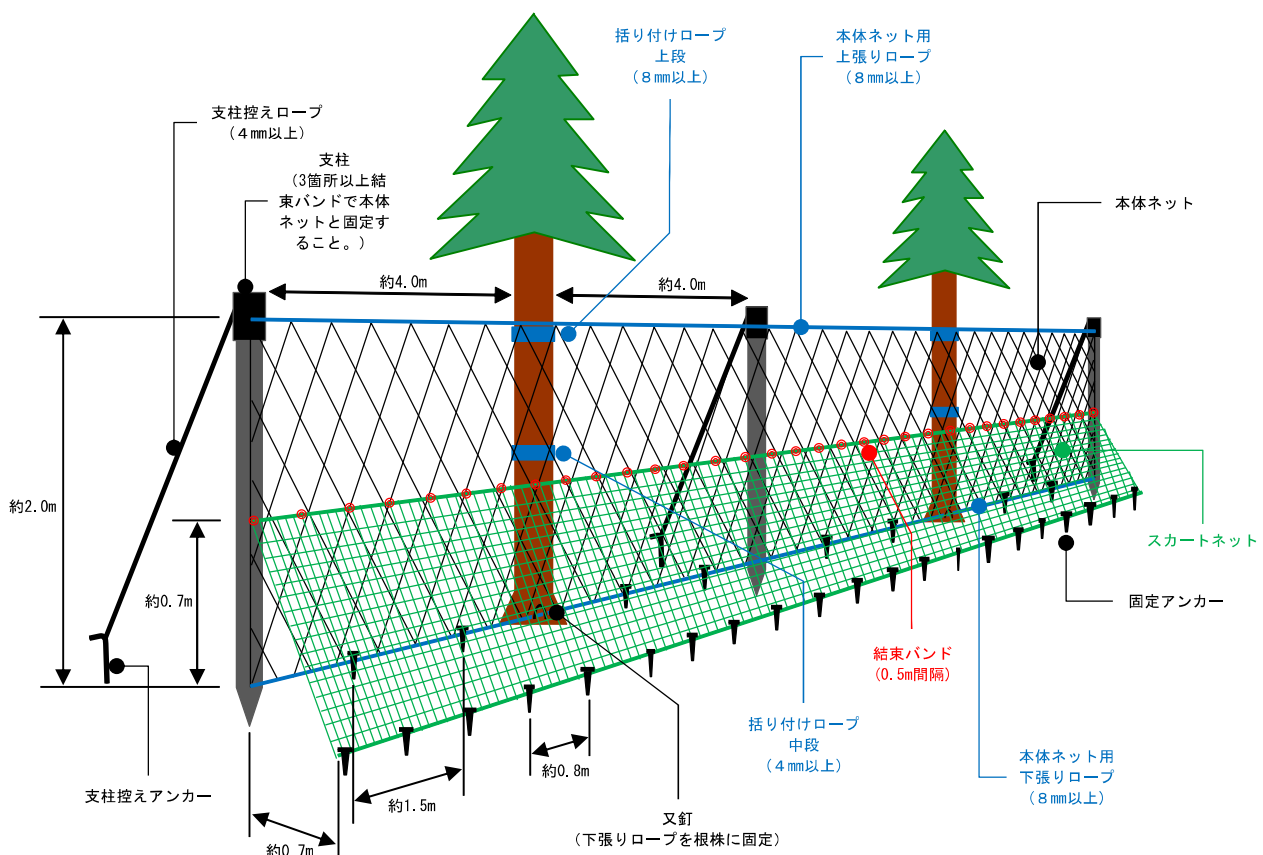 括り付けロープ
上段
(８㎜以上)
本体ネット用
上張りロープ
(８㎜以上)
支柱控えロープ
(４㎜以上)
支柱
(3箇所以上結
束バンドで本体
ネットと固定す
ること。)
本体ネット
約4.0m
約4.0m
約2.0m
約0.7m
スカートネット
固定アンカー
結束バンド
(0.5m間隔)
括り付けロープ
中段
(４㎜以上)
本体ネット用
下張りロープ
(８㎜以上)
約0.8m
約1.5m
支柱控えアンカー
又釘
(下張りロープを根株に固定)
約0.7m